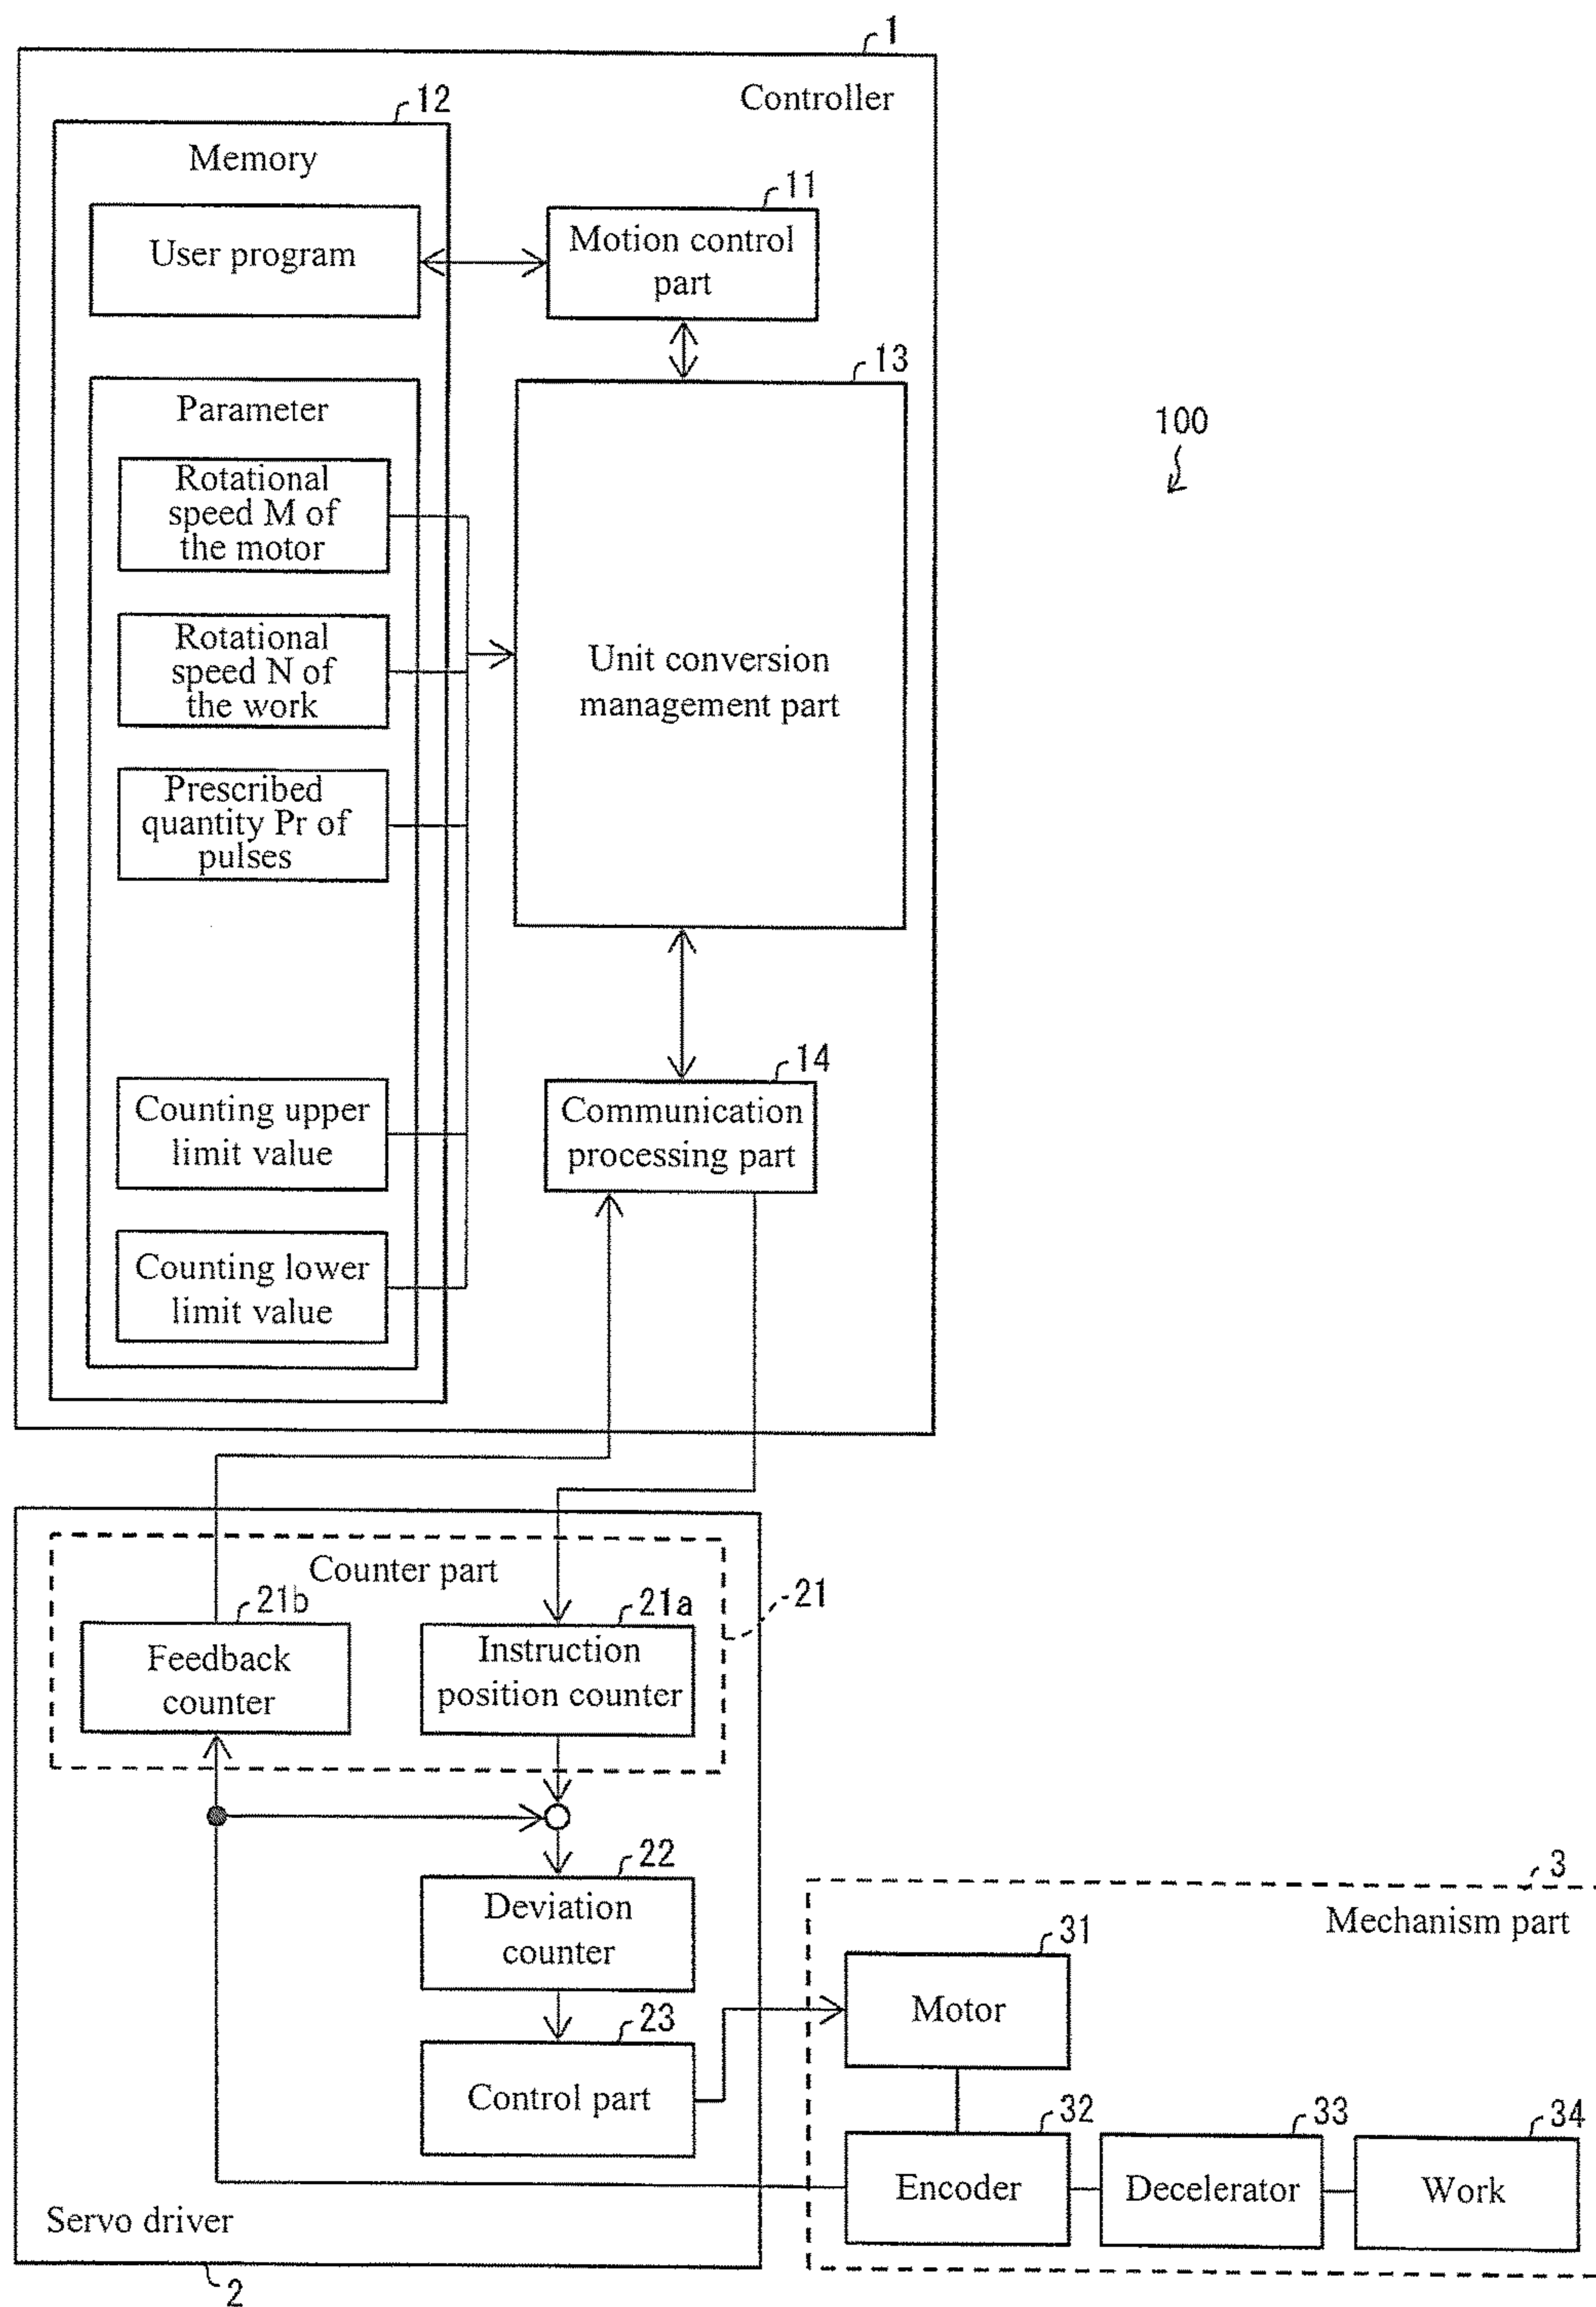 1
Controller
12
Memory
11
User program
Motion control
part
13
Parameter
100
Rotational
speed M of
the motor
Rotational
speed N of
the work
Unit conversion
management part
Prescribed
quantity Pr of
pulses
14
Counting upper
limit value
Communication
processing part
Counting lower
limit value
Counter part
21
21b
21a
Feedback
counter
Instruction
position counter
22
Deviation
counter
3
Mechanism part
31
Motor
23
Control part
32
33
34
Encoder
Decelerator
Work
Servo driver
2